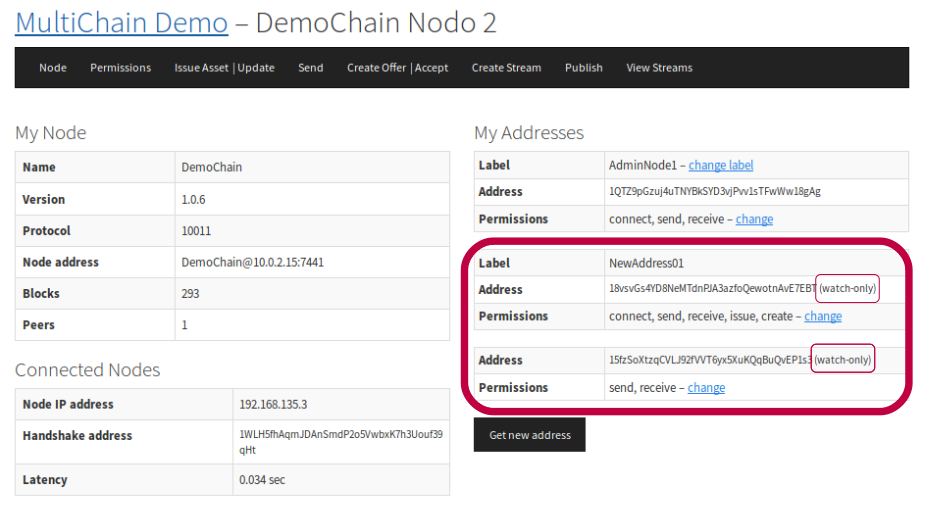 MultiChain Demo – DemoChain Nodo 2
Node Permissions Issue Asset | Update Send Create Offer | Accept Create Stream Publish View Streams
My Node
Name DemoChain
Version 1.0.6
Protocol 10011
Node address DemoChain@10.0.2.15:7441
Blocks 293
Peers 1
Connected Nodes
Node IP address 192.168.135.3
Handshake address 1WLH5fhAqmJDAnSmdP2o5VwbxK7h3Uouf39
qHt
Latency 0.034 sec
My Addresses
Label AdminNode1 – change label
Address 1QTZ9pGzuj4uTNYBkSYD3vjPvv1sTFwWw18gAg
Permissions connect, send, receive – change
Label NewAddress01
Address 18vsvGs4YD8NeMTdnPJA3azfoQewotnAvE7EBT (watch-only)
Permissions connect, send, receive, issue, create – change
Address 15fzSoXtzqCVLJ92fVVT6yx5XuKQqBuQvEP1s3 (watch-only)
Permissions send, receive – change
Get new address